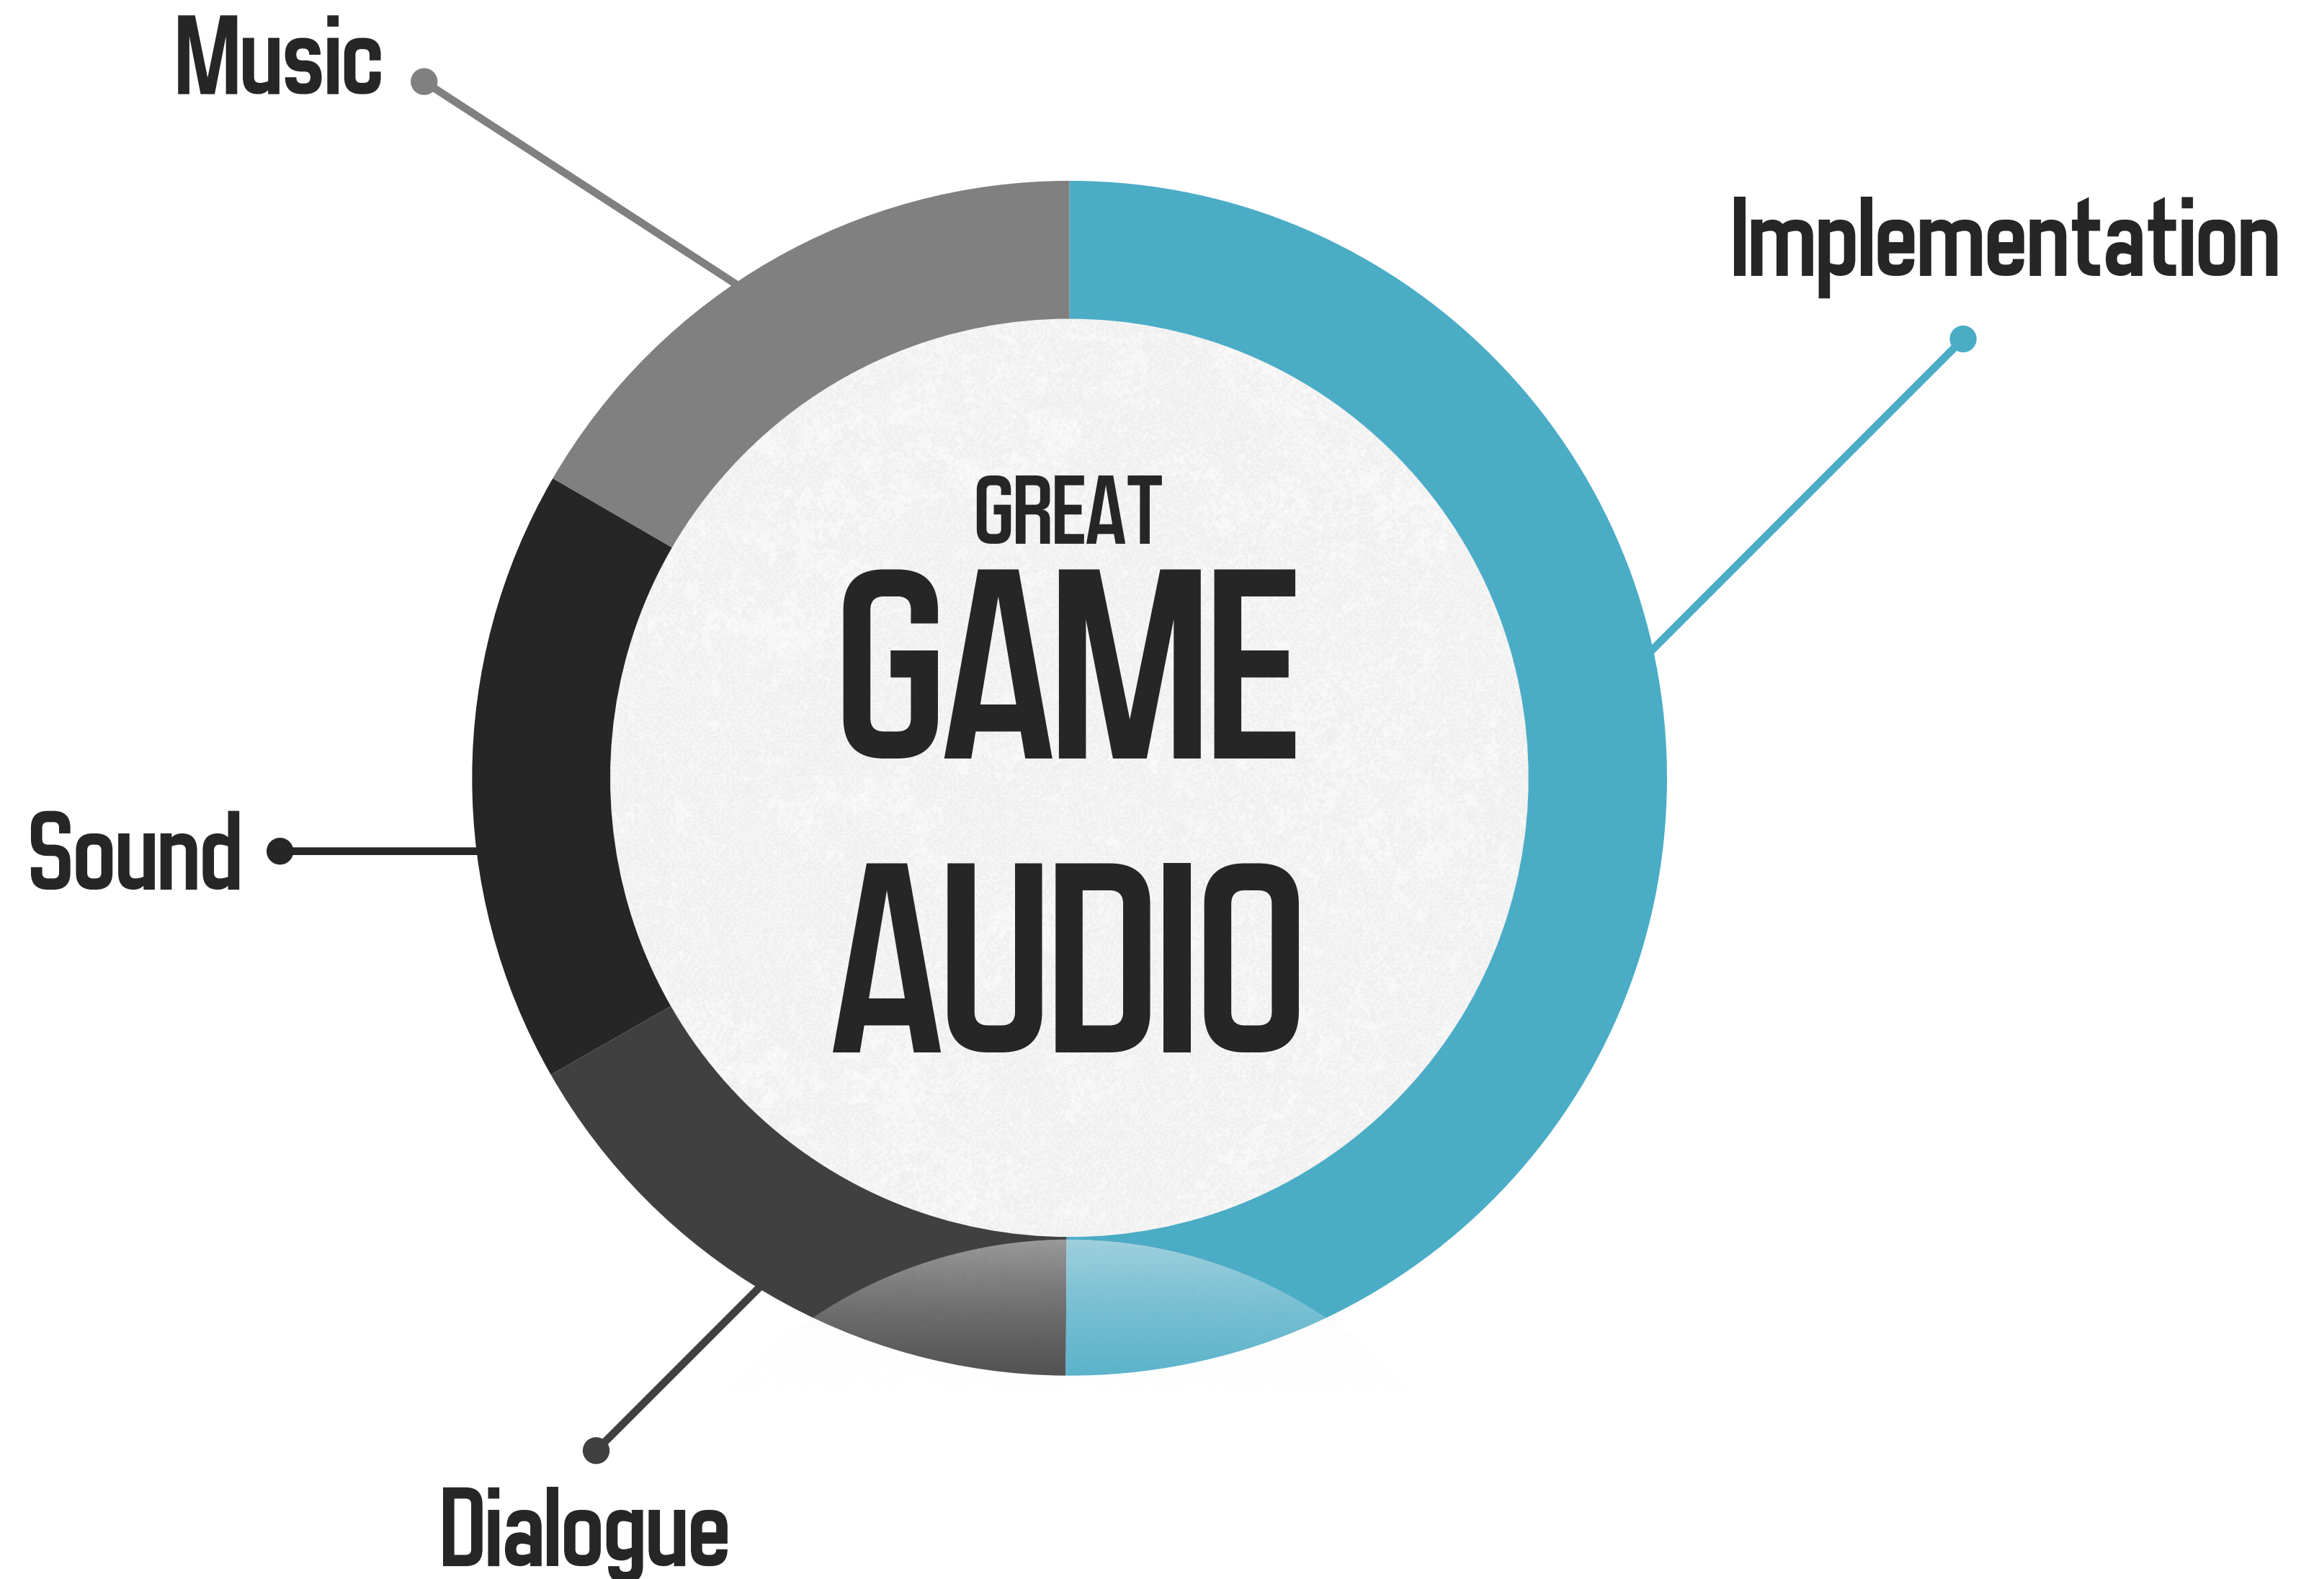 Music
Implementation
GREAT
GAME
AUDIO
Sound
Dialogue